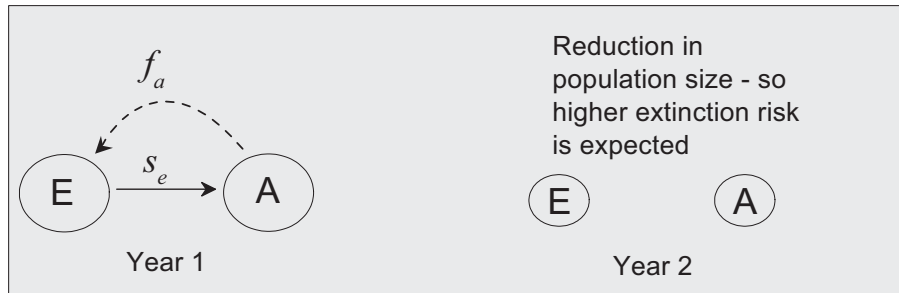 f_a
E
s_e
A
Year 1
Reduction in
population size - so
higher extinction risk
is expected
E
A
Year 2